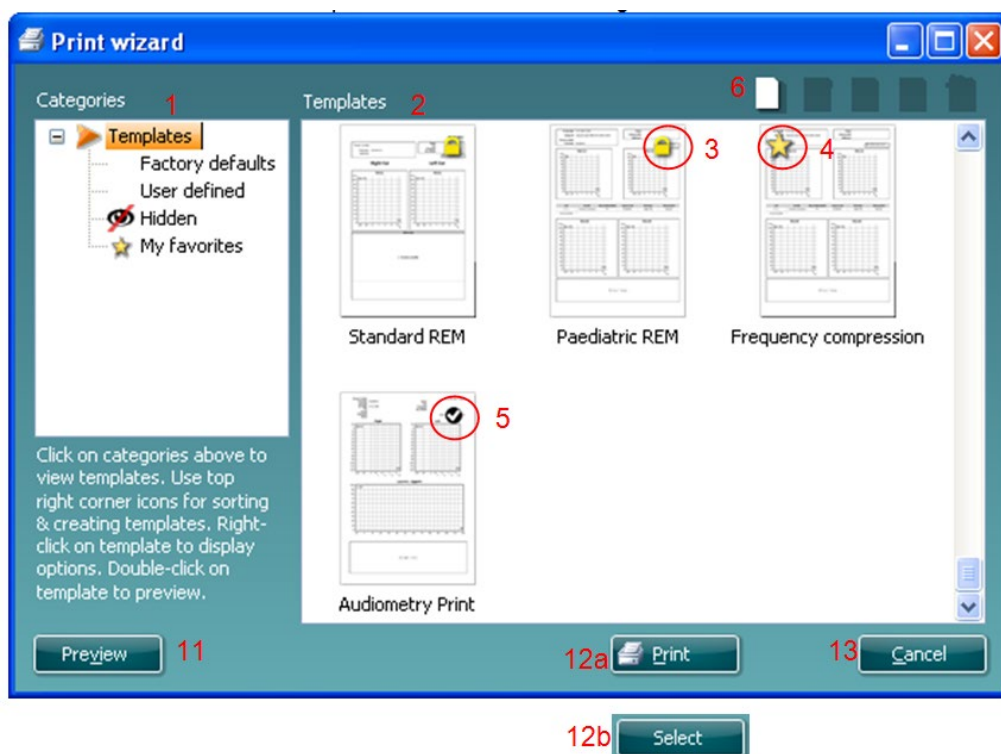 Print wizard
Categories 1
Templates 2
6
Templates
Factory defaults
User defined
Hidden
My favorites
3
4
Standard REM
Paediatric REM
Frequency compression
5
Audiometry Print
Click on categories above to
view templates. Use top
right corner icons for sorting
& creating templates. Right-
click on template to display
options. Double-click on
template to preview.
Preview 11
12a Print
13 Cancel
12b Select